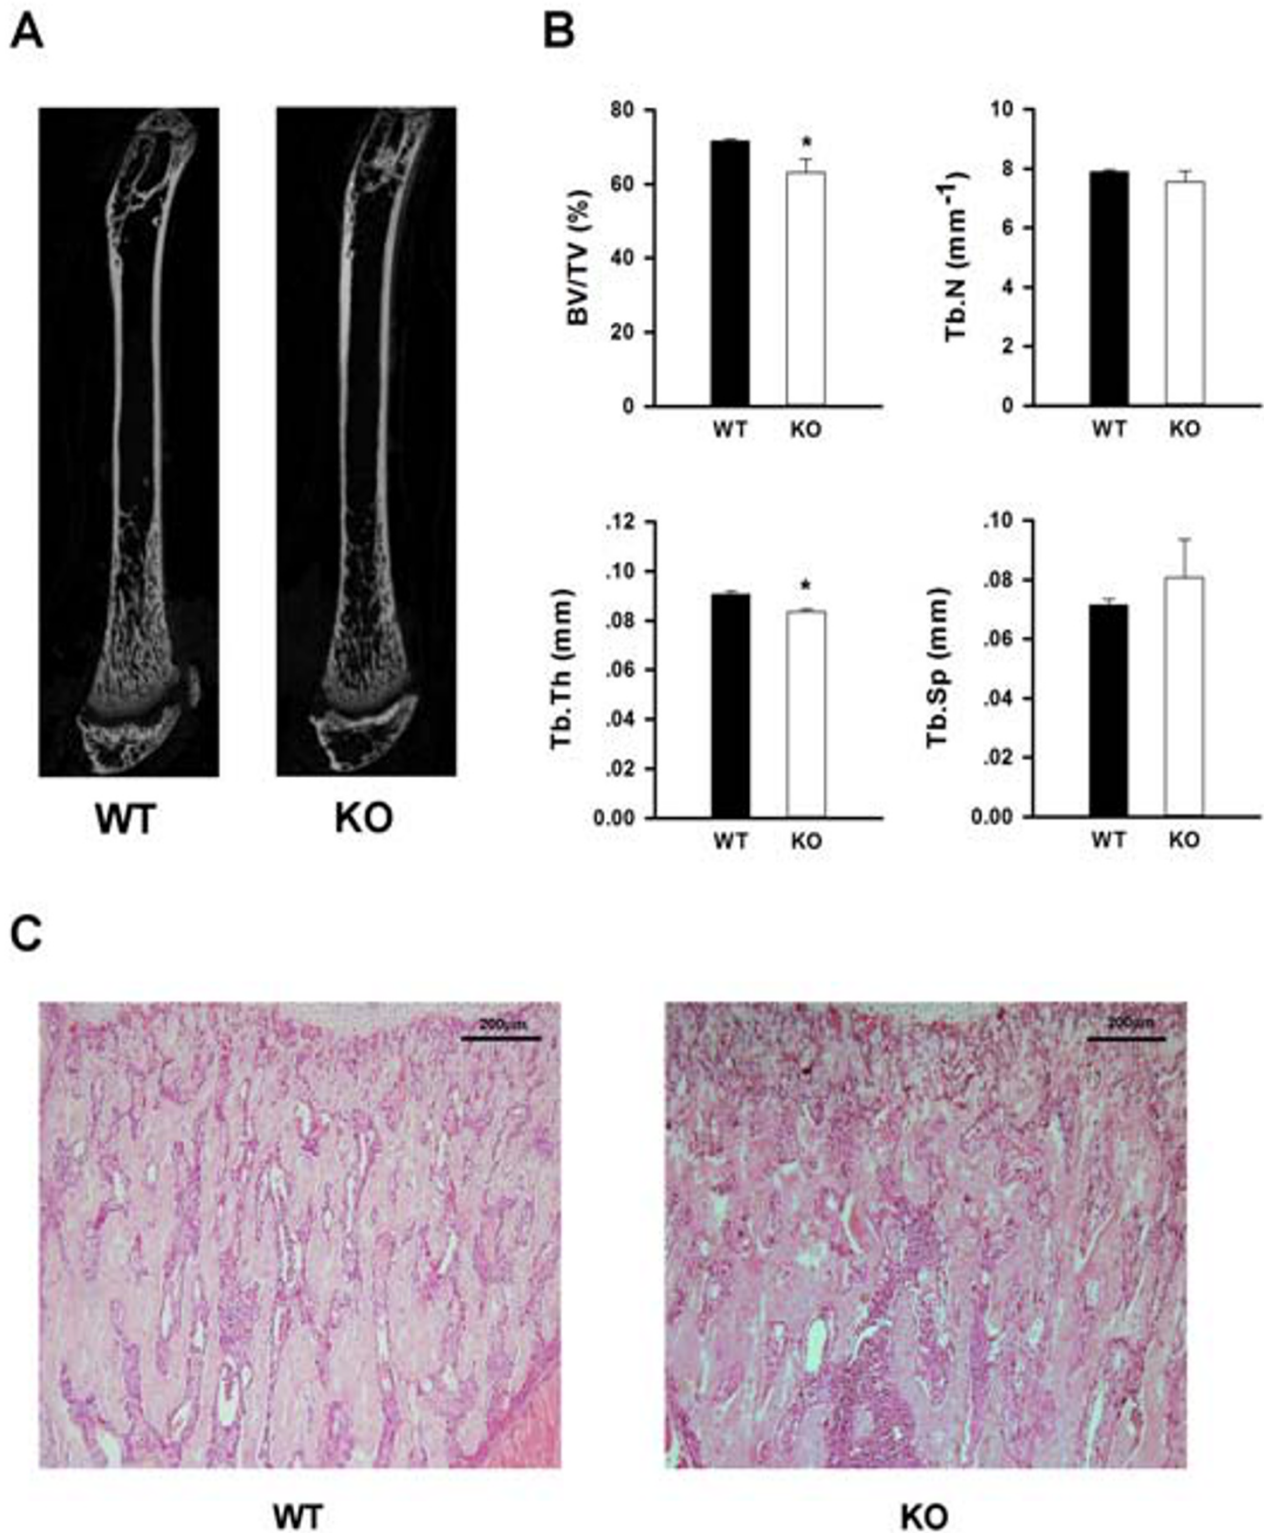 A
B
WT
KO
80
60
40
20
0
BV/TV (%)
*
WT
KO
10
8
6
4
2
0
Tb.N (mm-1)
WT
KO
.12
.10
.08
.06
.04
.02
0.00
Tb.Th (mm)
*
WT
KO
.10
.08
.06
.04
.02
0.00
Tb.Sp (mm)
WT
KO
C
200μm
200μm
WT
KO